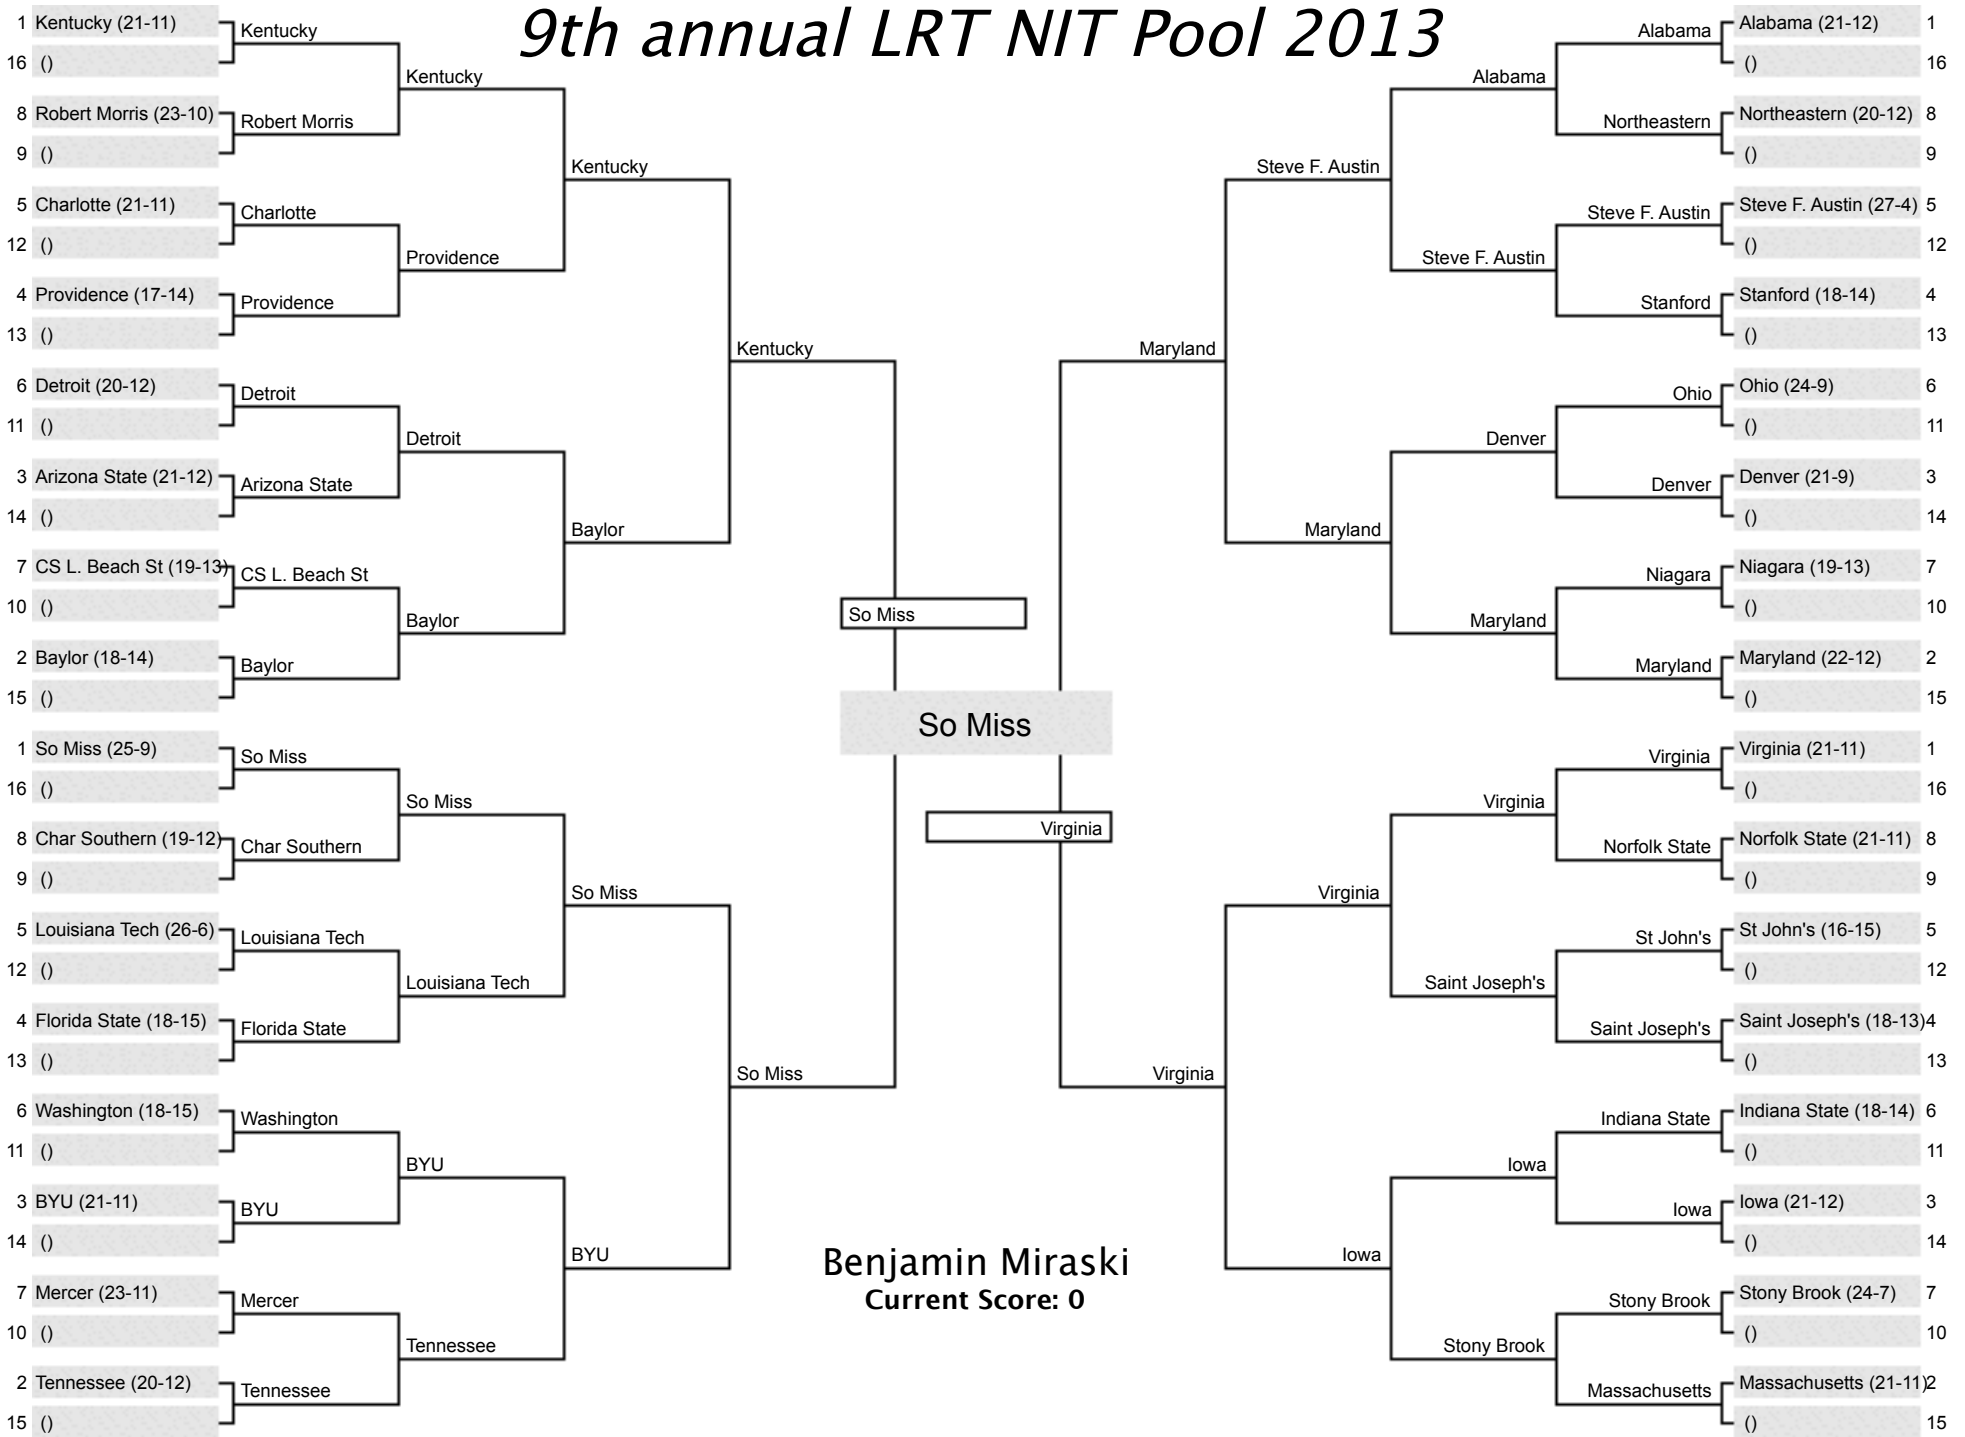 9th annual LRT NIT Pool 2013
1 Kentucky (21-11)
16 ()
8 Robert Morris (23-10)
9 ()
5 Charlotte (21-11)
12 ()
4 Providence (17-14)
13 ()
6 Detroit (20-12)
11 ()
3 Arizona State (21-12)
14 ()
7 CS L. Beach St (19-13)
10 ()
2 Baylor (18-14)
15 ()
1 So Miss (25-9)
16 ()
8 Char Southern (19-12)
9 ()
5 Louisiana Tech (26-6)
12 ()
4 Florida State (18-15)
13 ()
6 Washington (18-15)
11 ()
3 BYU (21-11)
14 ()
7 Mercer (23-11)
10 ()
2 Tennessee (20-12)
15 ()
Kentucky
Robert Morris
Charlotte
Providence
Detroit
Arizona State
CS L. Beach St
Baylor
So Miss
Char Southern
Louisiana Tech
Florida State
Washington
BYU
Mercer
Tennessee
Kentucky
Providence
Detroit
Baylor
So Miss
Louisiana Tech
BYU
Tennessee
Kentucky
Baylor
So Miss
BYU
Kentucky
So Miss
So Miss
So Miss
Virginia
Benjamin Miraski
Current Score: 0
Maryland
Virginia
Steve F. Austin
Maryland
Virginia
Iowa
Alabama
Steve F. Austin
Denver
Maryland
Virginia
Saint Joseph's
Iowa
Stony Brook
Alabama
Northeastern
Steve F. Austin
Stanford
Ohio
Denver
Niagara
Maryland
Virginia
Norfolk State
St John's
Saint Joseph's
Indiana State
Iowa
Stony Brook
Massachusetts
Alabama (21-12) 1
() 16
Northeastern (20-12) 8
() 9
Steve F. Austin (27-4) 5
() 12
Stanford (18-14) 4
() 13
Ohio (24-9) 6
() 11
Denver (21-9) 3
() 14
Niagara (19-13) 7
() 10
Maryland (22-12) 2
() 15
Virginia (21-11) 1
() 16
Norfolk State (21-11) 8
() 9
St John's (16-15) 5
() 12
Saint Joseph's (18-13) 4
() 13
Indiana State (18-14) 6
() 11
Iowa (21-12) 3
() 14
Stony Brook (24-7) 7
() 10
Massachusetts (21-11) 2
() 15